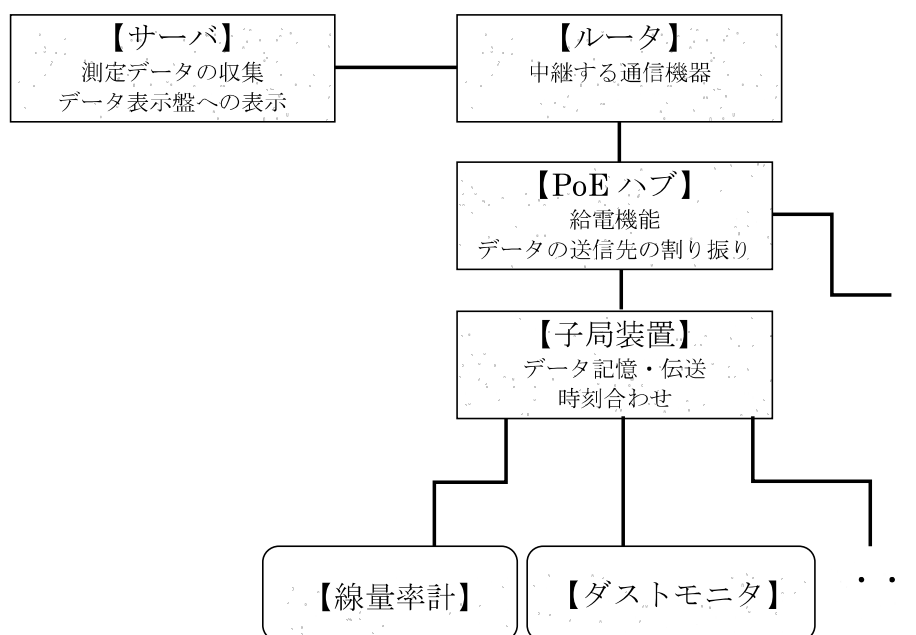 【サーバ】
測定データの収集
データ表示盤への表示
【ルータ】
中継する通信機器
【PoE ハブ】
給電機能
データの送信先の割り振り
【子局装置】
データ記憶・伝送
時刻合わせ
【線量率計】
【ダストモニタ】
・・